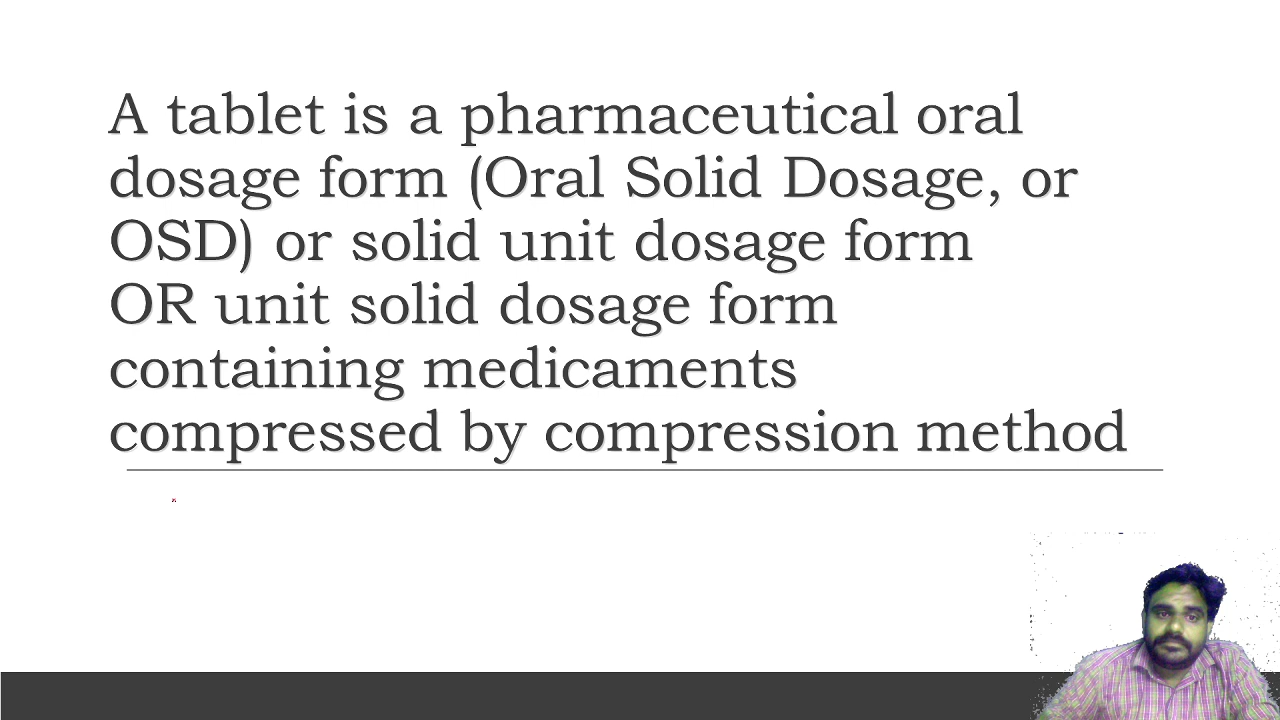 A tablet is a pharmaceutical oral
dosage form (Oral Solid Dosage, or
OSD) or solid unit dosage form
OR unit solid dosage form
containing medicaments
compressed by compression method